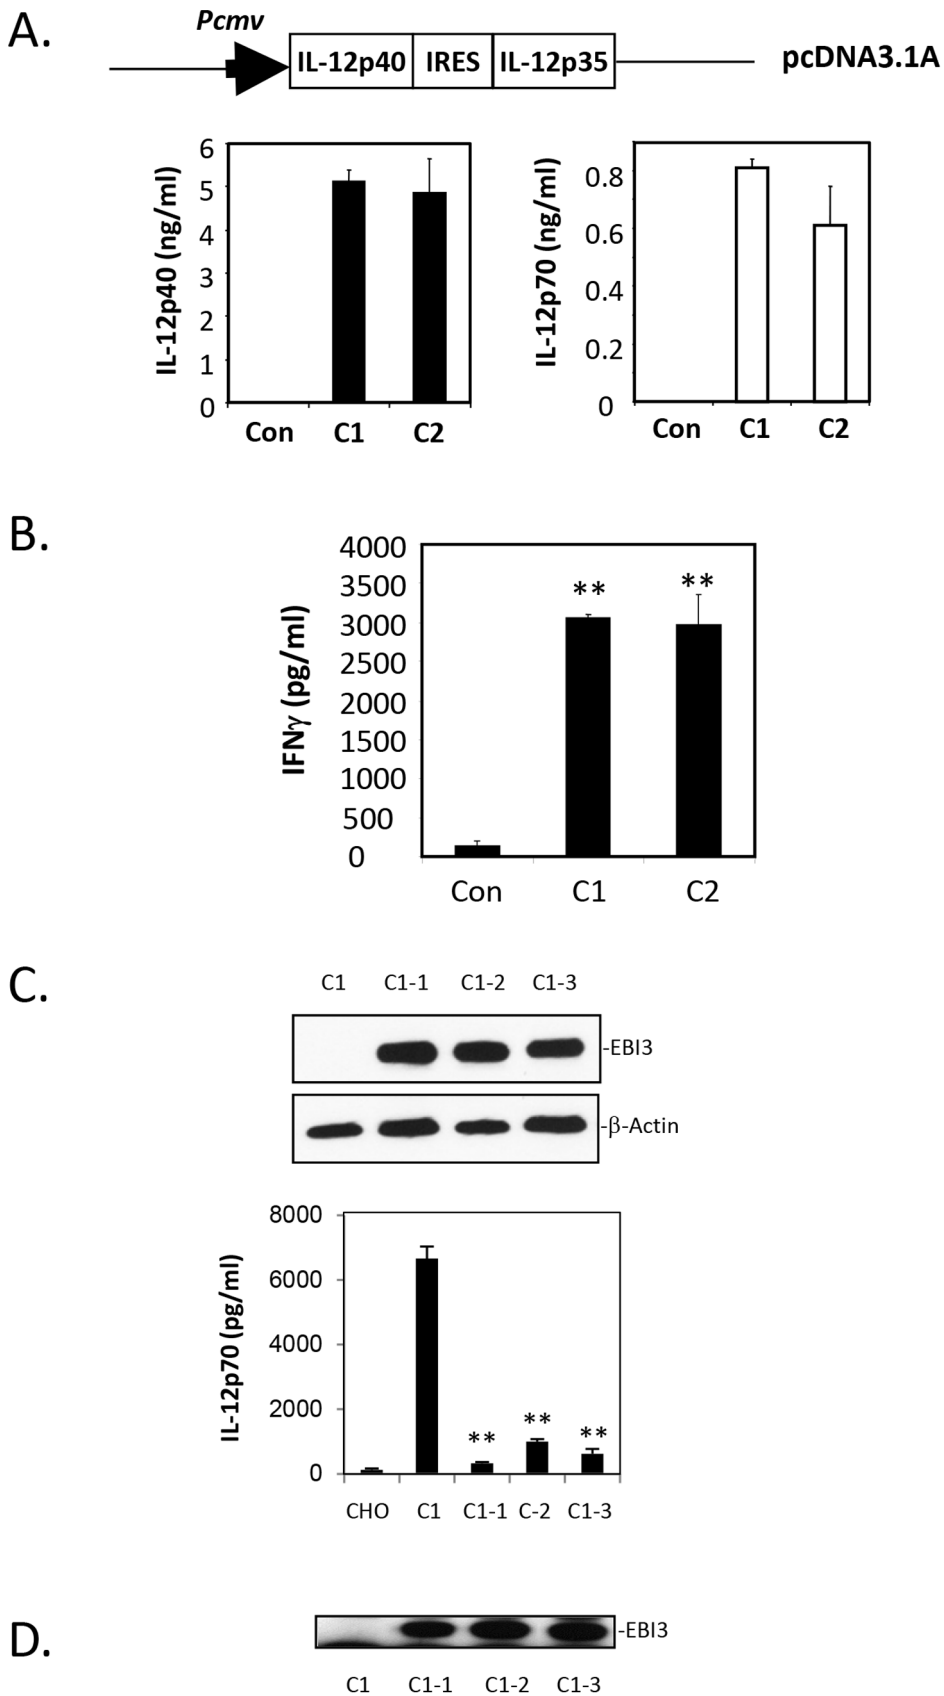 A.
Pcmv
IL-12p40 IRES IL-12p35
pcDNA3.1A
IL-12p40 (ng/ml)
6
5
4
3
2
1
0
Con C1 C2
IL-12p70 (ng/ml)
0.8
0.6
0.4
0.2
0
Con C1 C2
B.
IFNγ (pg/ml)
4000
3500
3000
2500
2000
1500
1000
500
0
** **
Con C1 C2
C.
C1 C1-1 C1-2 C1-3
-EBI3
-β-Actin
IL-12p70 (pg/ml)
8000
6000
4000
2000
0
** ** **
CHO C1 C1-1 C-2 C1-3
D.
-EBI3
C1 C1-1 C1-2 C1-3